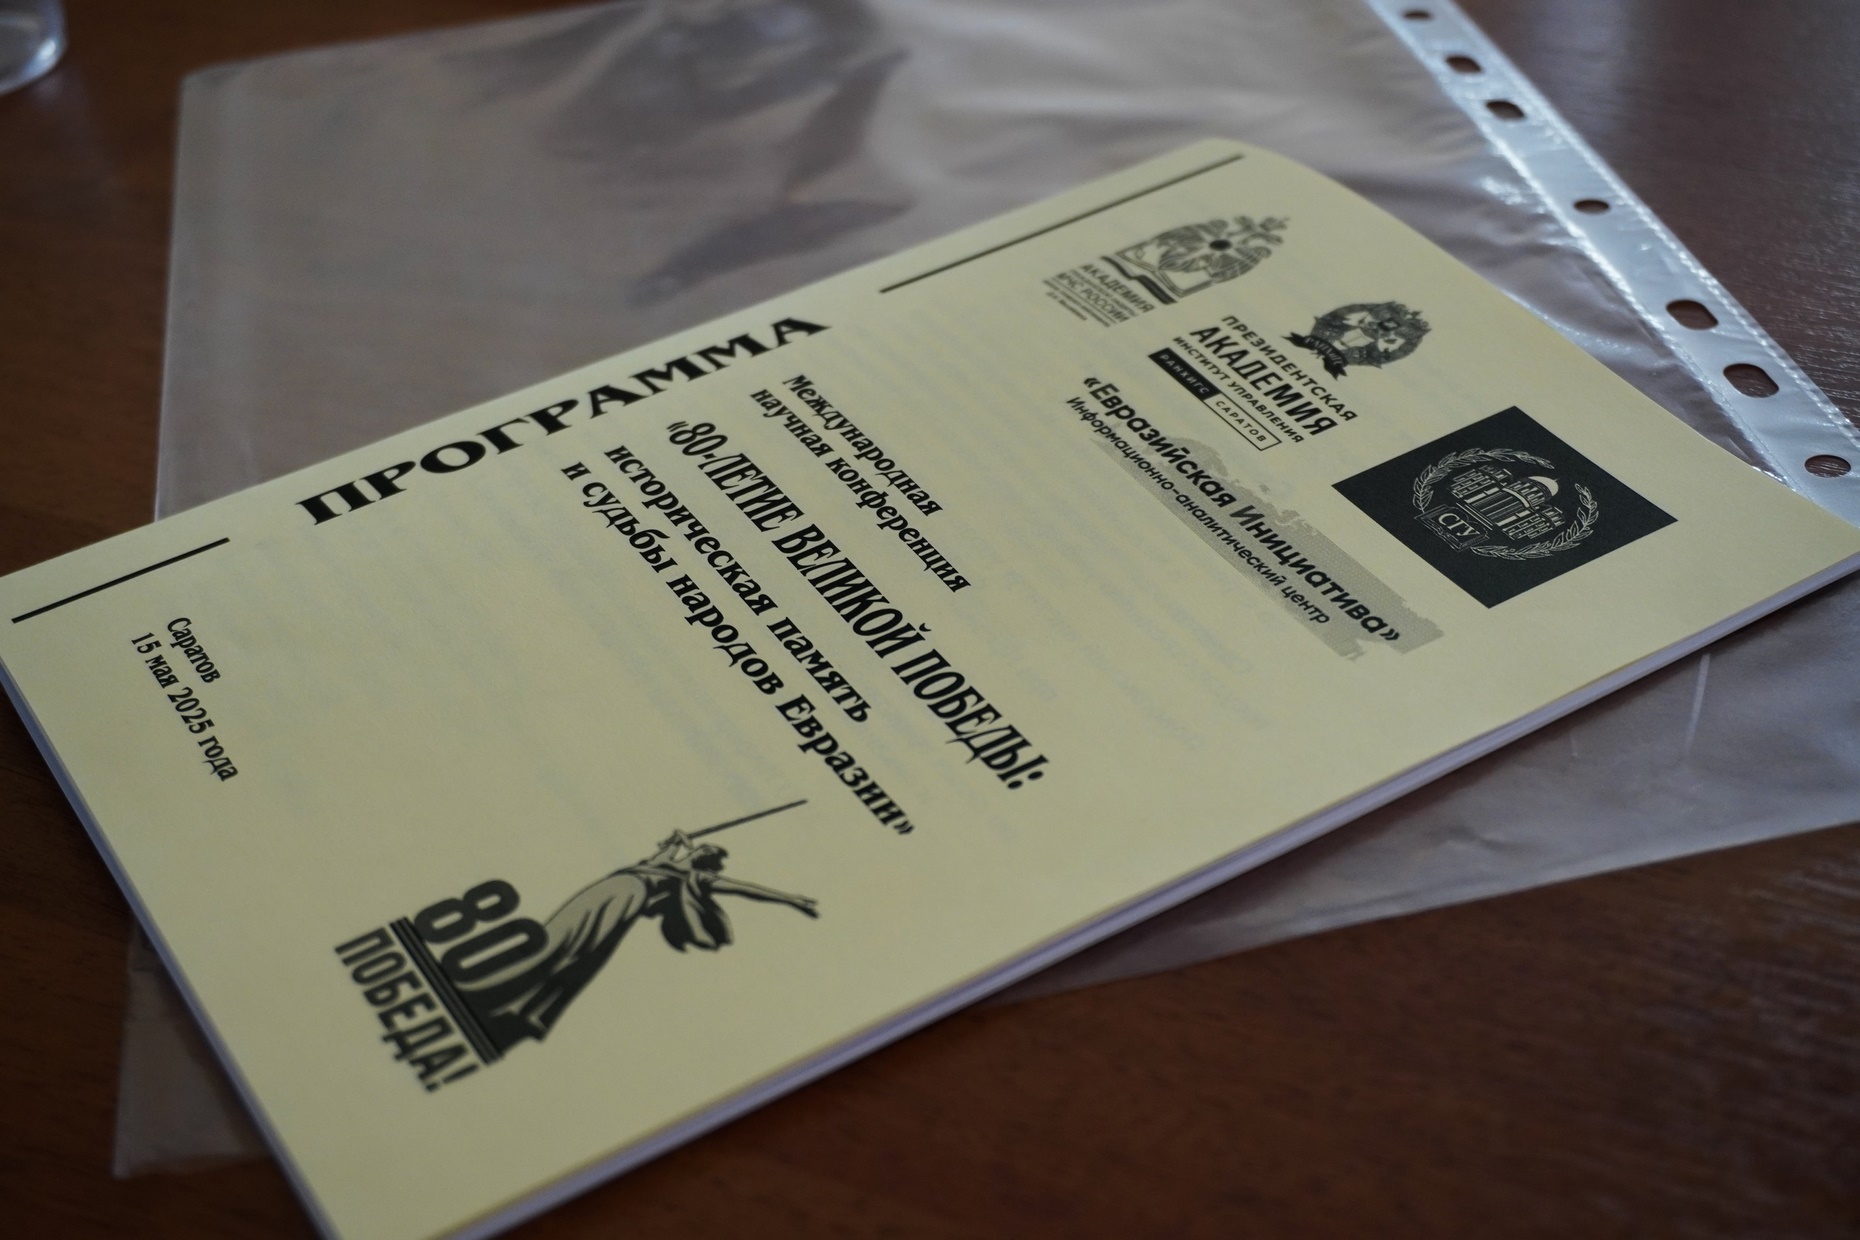 АКАДЕМИЯ
МЧС РОССИИ
ПРЕЗИДЕНТСКАЯ
АКАДЕМИЯ
ИНСТИТУТ УПРАВЛЕНИЯ
РАНХИГС САРАТОВ
«Евразийская Инициатива»
Информационно-аналитический центр
СГУ
ПРОГРАММА
Международная
научная конференция
«80-ЛЕТИЕ ВЕЛИКОЙ ПОБЕДЫ:
историческая память
и судьбы народов Евразии»
80
ПОБЕДА!
Саратов
15 мая 2025 года